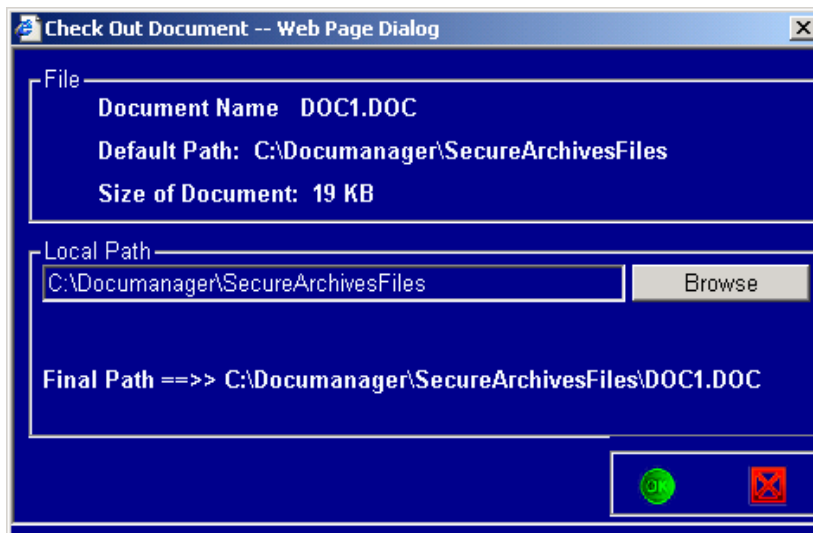 Check Out Document -- Web Page Dialog
File
Document Name DOC1.DOC
Default Path: C:\Documanager\SecureArchivesFiles
Size of Document: 19 KB
Local Path
C:\Documanager\SecureArchivesFiles
Browse
Final Path ==>> C:\Documanager\SecureArchivesFiles\DOC1.DOC
OK